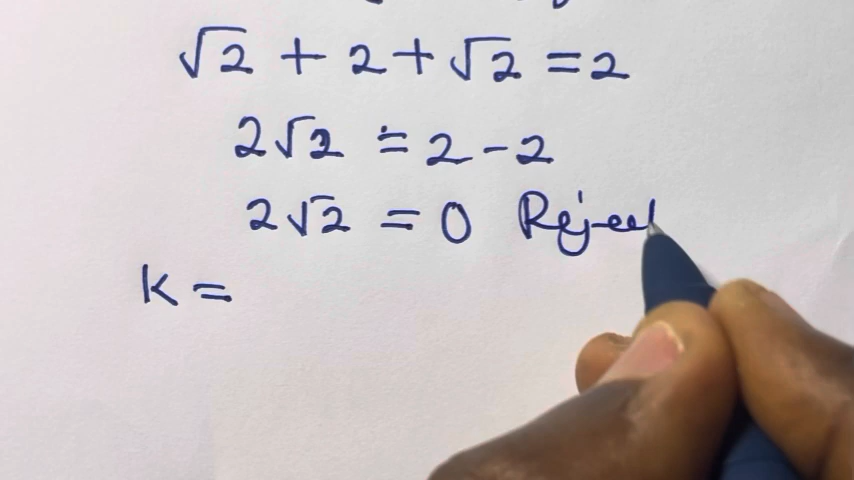 √2 + 2 + √2 = 2
2√2 = 2 - 2
2√2 = 0 Reject
K =